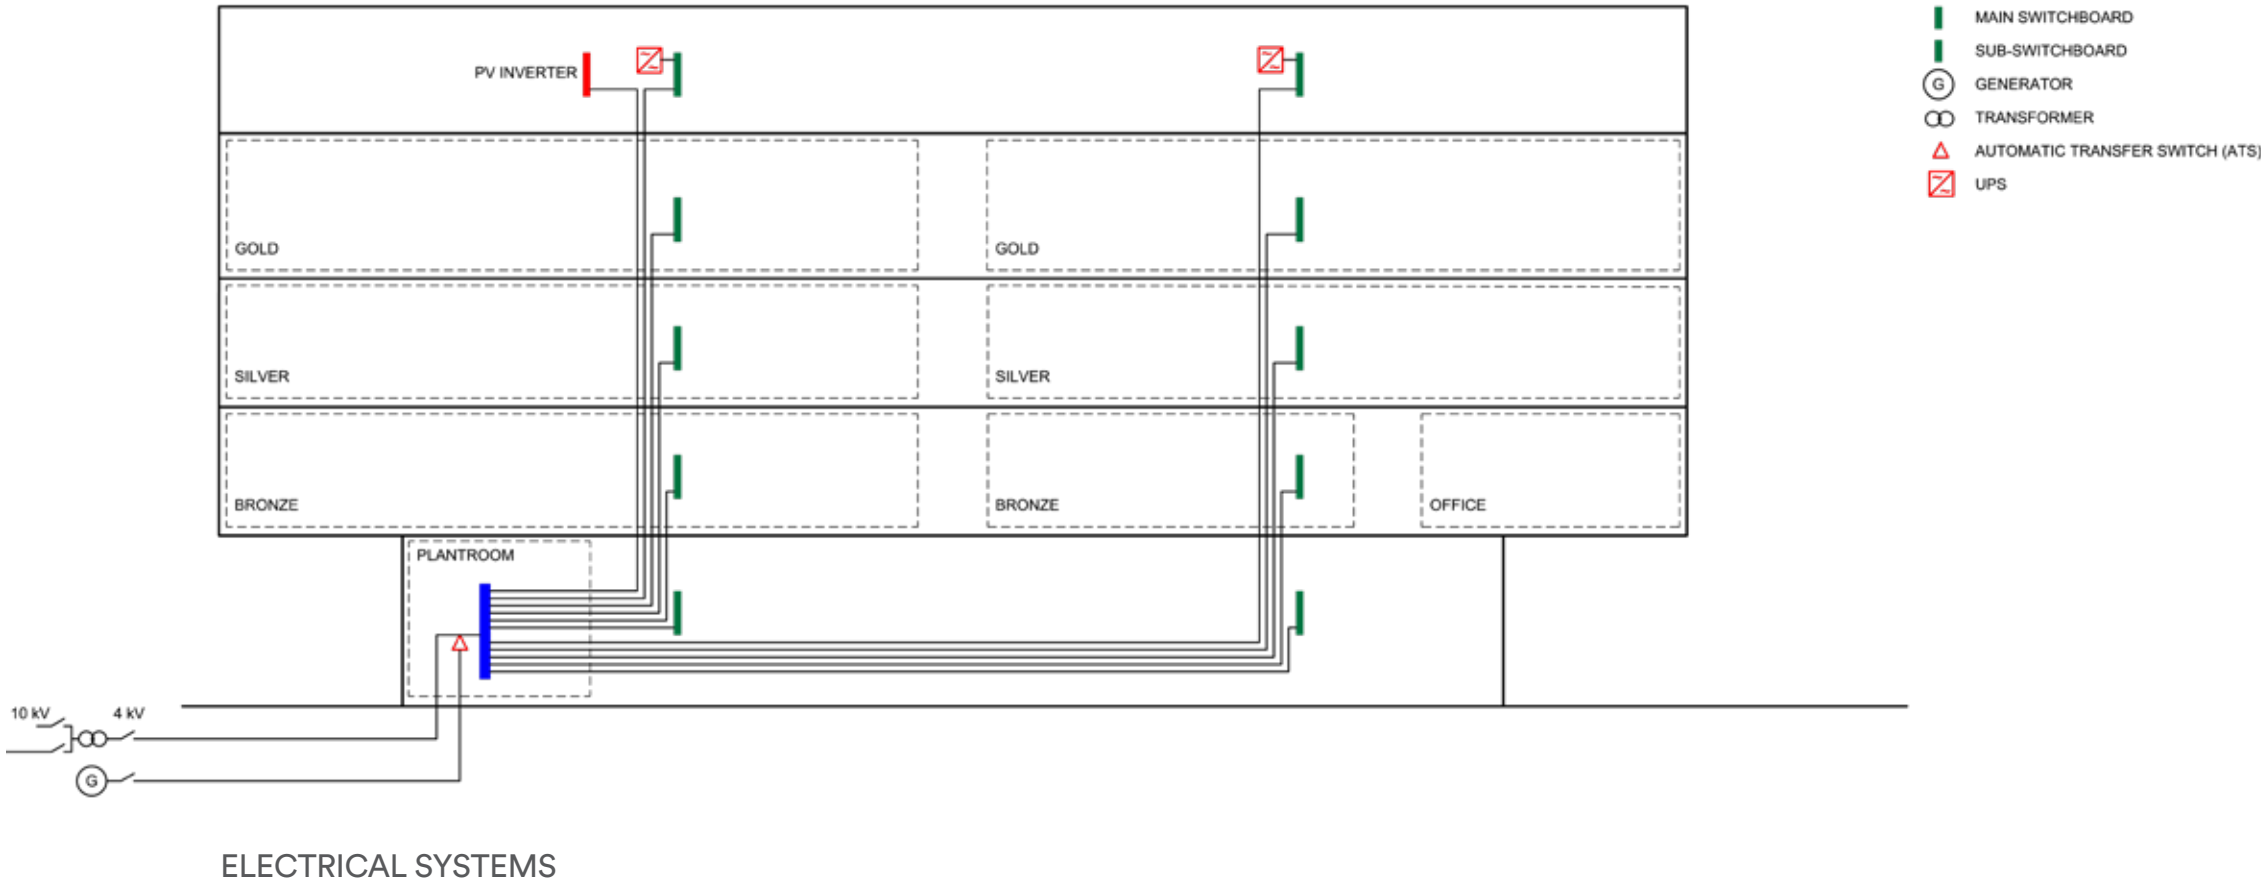 MAIN SWITCHBOARD
SUB-SWITCHBOARD
G GENERATOR
TRANSFORMER
AUTOMATIC TRANSFER SWITCH (ATS)
UPS
PV INVERTER
GOLD
GOLD
SILVER
SILVER
BRONZE
BRONZE
OFFICE
PLANTROOM
10 kV
4 kV
G
ELECTRICAL SYSTEMS